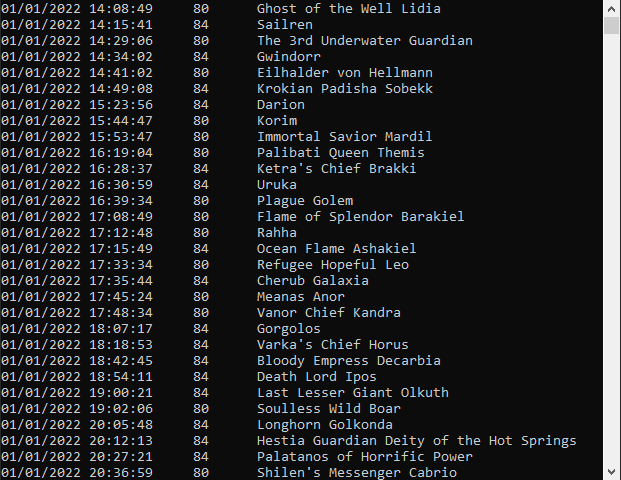 01/01/2022 14:08:49 80 Ghost of the Well Lidia
01/01/2022 14:15:41 84 Sailren
01/01/2022 14:29:06 80 The 3rd Underwater Guardian
01/01/2022 14:34:02 84 Gwindorr
01/01/2022 14:41:02 80 Eilhalder von Hellmann
01/01/2022 14:49:08 84 Krokian Padisha Sobekk
01/01/2022 15:23:56 84 Darion
01/01/2022 15:44:47 80 Korim
01/01/2022 15:53:47 80 Immortal Savior Mardil
01/01/2022 16:19:04 80 Palibati Queen Themis
01/01/2022 16:28:37 84 Ketra's Chief Brakki
01/01/2022 16:30:59 84 Uruka
01/01/2022 16:39:34 80 Plague Golem
01/01/2022 17:08:49 80 Flame of Splendor Barakiel
01/01/2022 17:12:48 80 Rahha
01/01/2022 17:15:49 84 Ocean Flame Ashakiel
01/01/2022 17:33:34 80 Refugee Hopeful Leo
01/01/2022 17:35:44 84 Cherub Galaxia
01/01/2022 17:45:24 80 Meanas Anor
01/01/2022 17:48:34 80 Vanor Chief Kandra
01/01/2022 18:07:17 84 Gorgolos
01/01/2022 18:18:53 84 Varka's Chief Horus
01/01/2022 18:42:45 84 Bloody Empress Decarbia
01/01/2022 18:54:11 84 Death Lord Ipos
01/01/2022 19:00:21 84 Last Lesser Giant Olkuth
01/01/2022 19:02:06 80 Soulless Wild Boar
01/01/2022 20:05:48 84 Longhorn Golkonda
01/01/2022 20:12:13 84 Hestia Guardian Deity of the Hot Springs
01/01/2022 20:27:21 84 Palatanos of Horrific Power
01/01/2022 20:36:59 80 Shilen's Messenger Cabrio